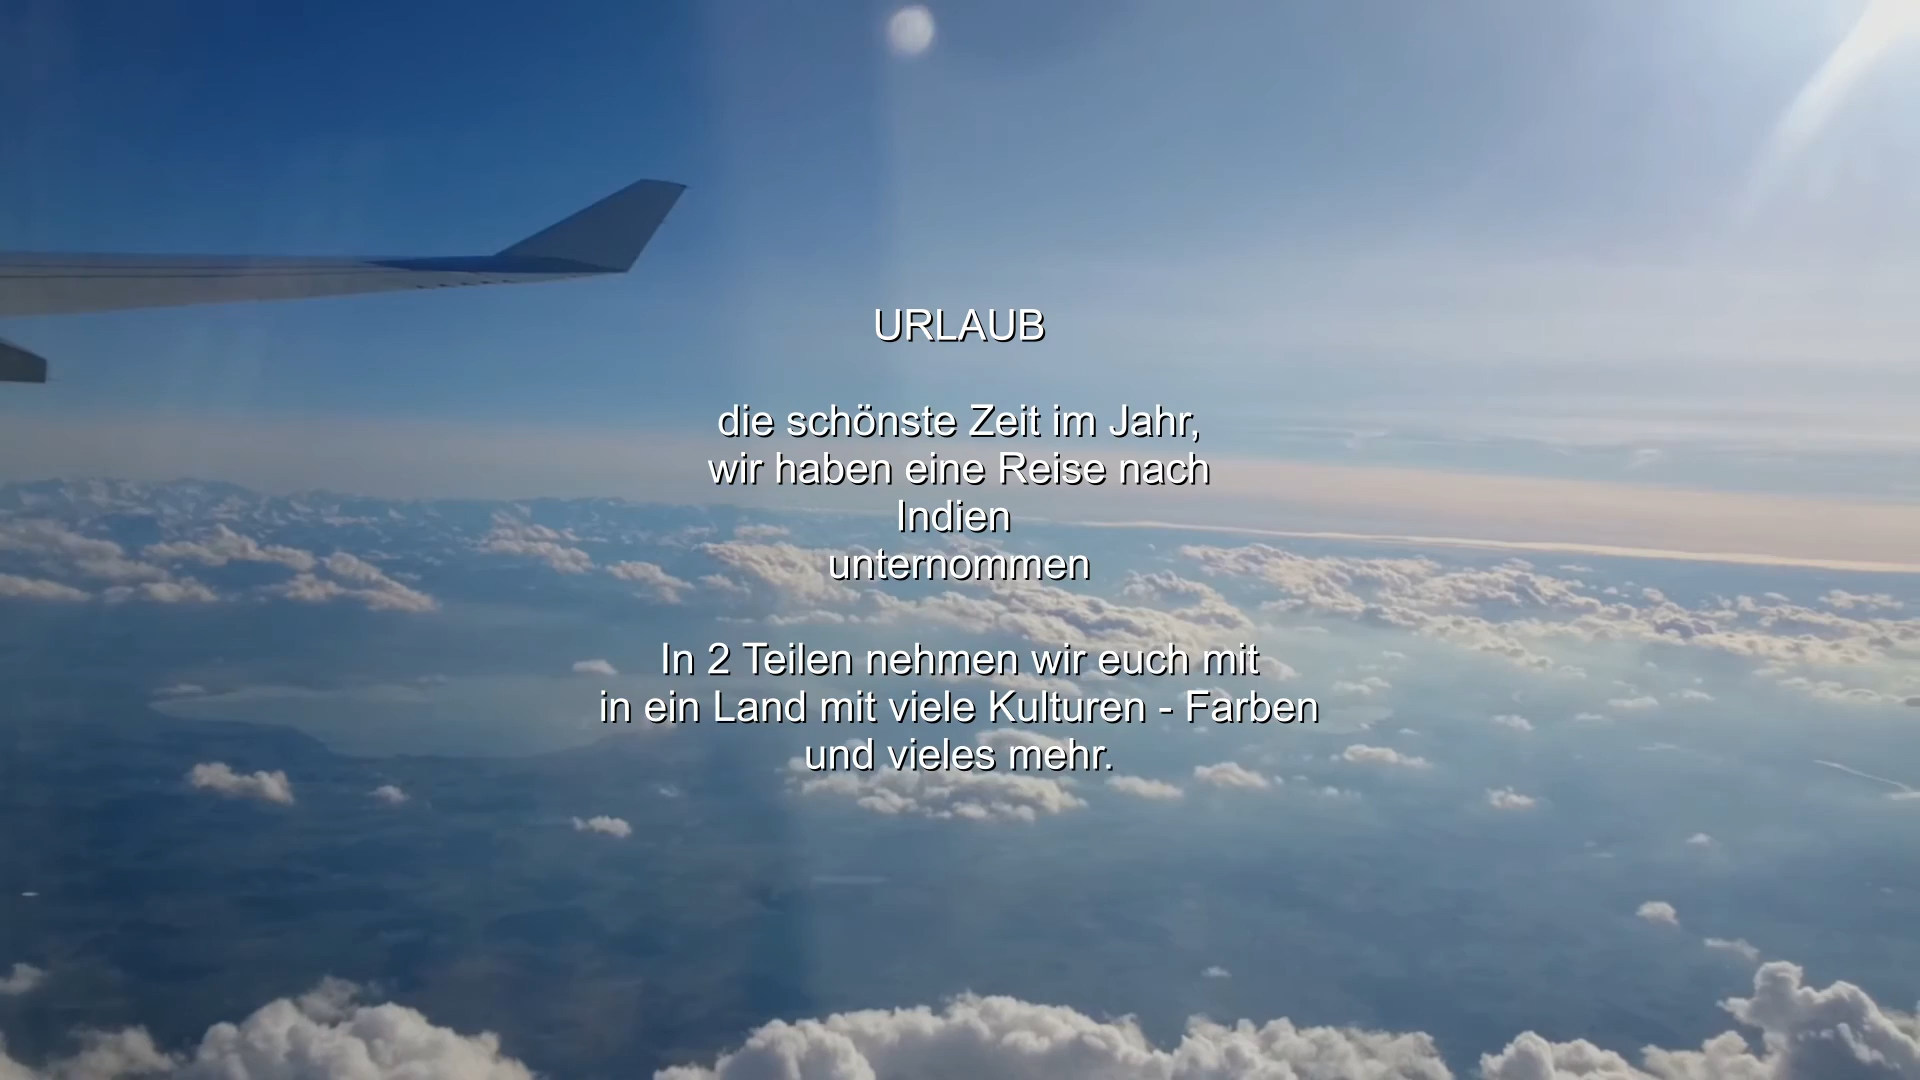 URLAUB
die schönste Zeit im Jahr,
wir haben eine Reise nach
Indien
unternommen
In 2 Teilen nehmen wir euch mit
in ein Land mit viele Kulturen - Farben
und vieles mehr.